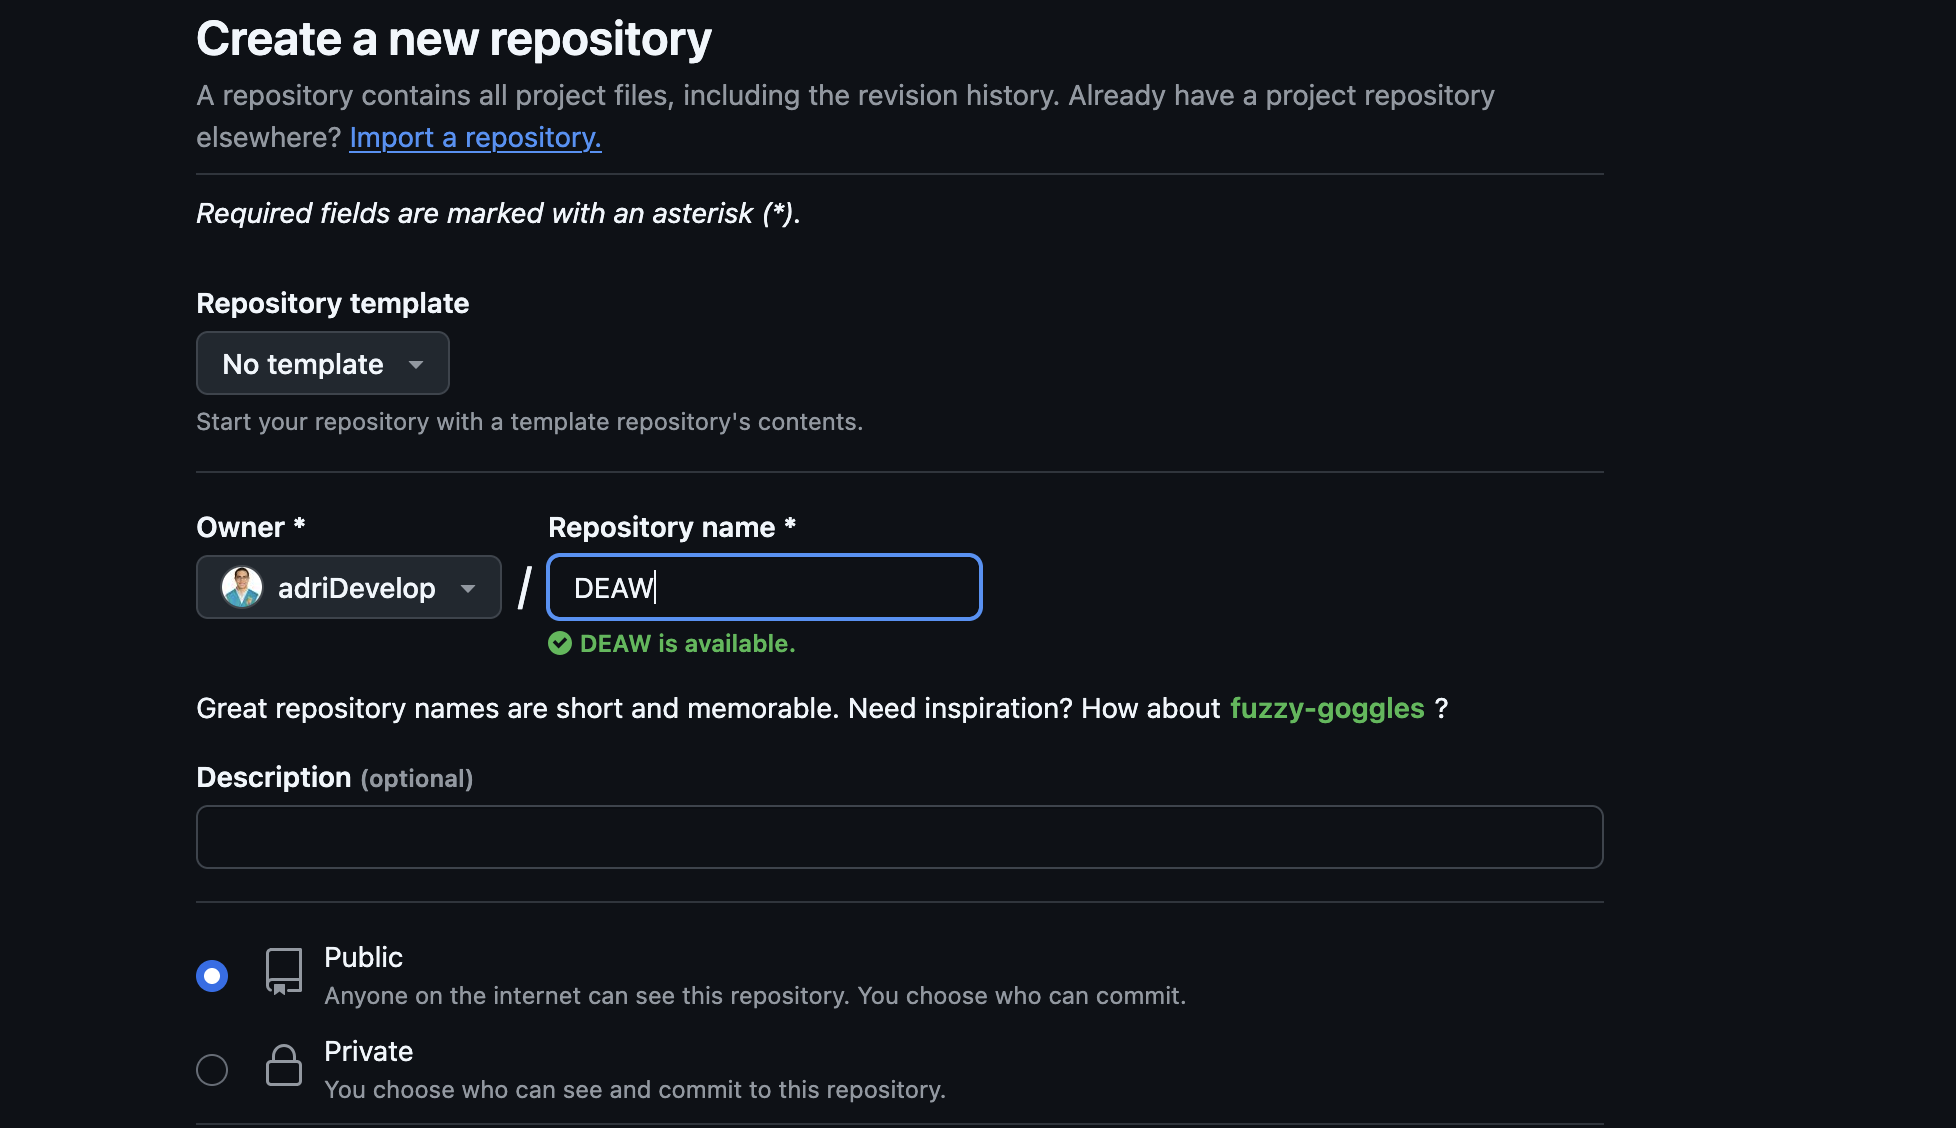 Create a new repository
A repository contains all project files, including the revision history. Already have a project repository
elsewhere? Import a repository.
Required fields are marked with an asterisk (*).
Repository template
No template
Start your repository with a template repository's contents.
Owner *
Repository name *
adriDevelop
/
DEAW
DEAW is available.
Great repository names are short and memorable. Need inspiration? How about fuzzy-goggles ?
Description (optional)
Public
Anyone on the internet can see this repository. You choose who can commit.
Private
You choose who can see and commit to this repository.